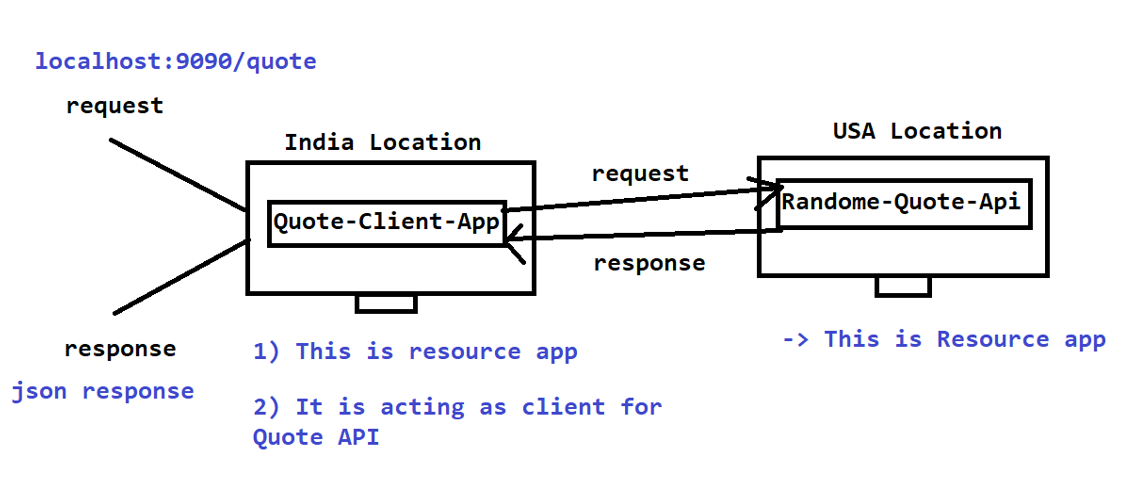 localhost:9090/quote
request
India Location
USA Location
request
Quote-Client-App
Randome-Quote-Api
response
response
json response
1) This is resource app
2) It is acting as client for
Quote API
-> This is Resource app